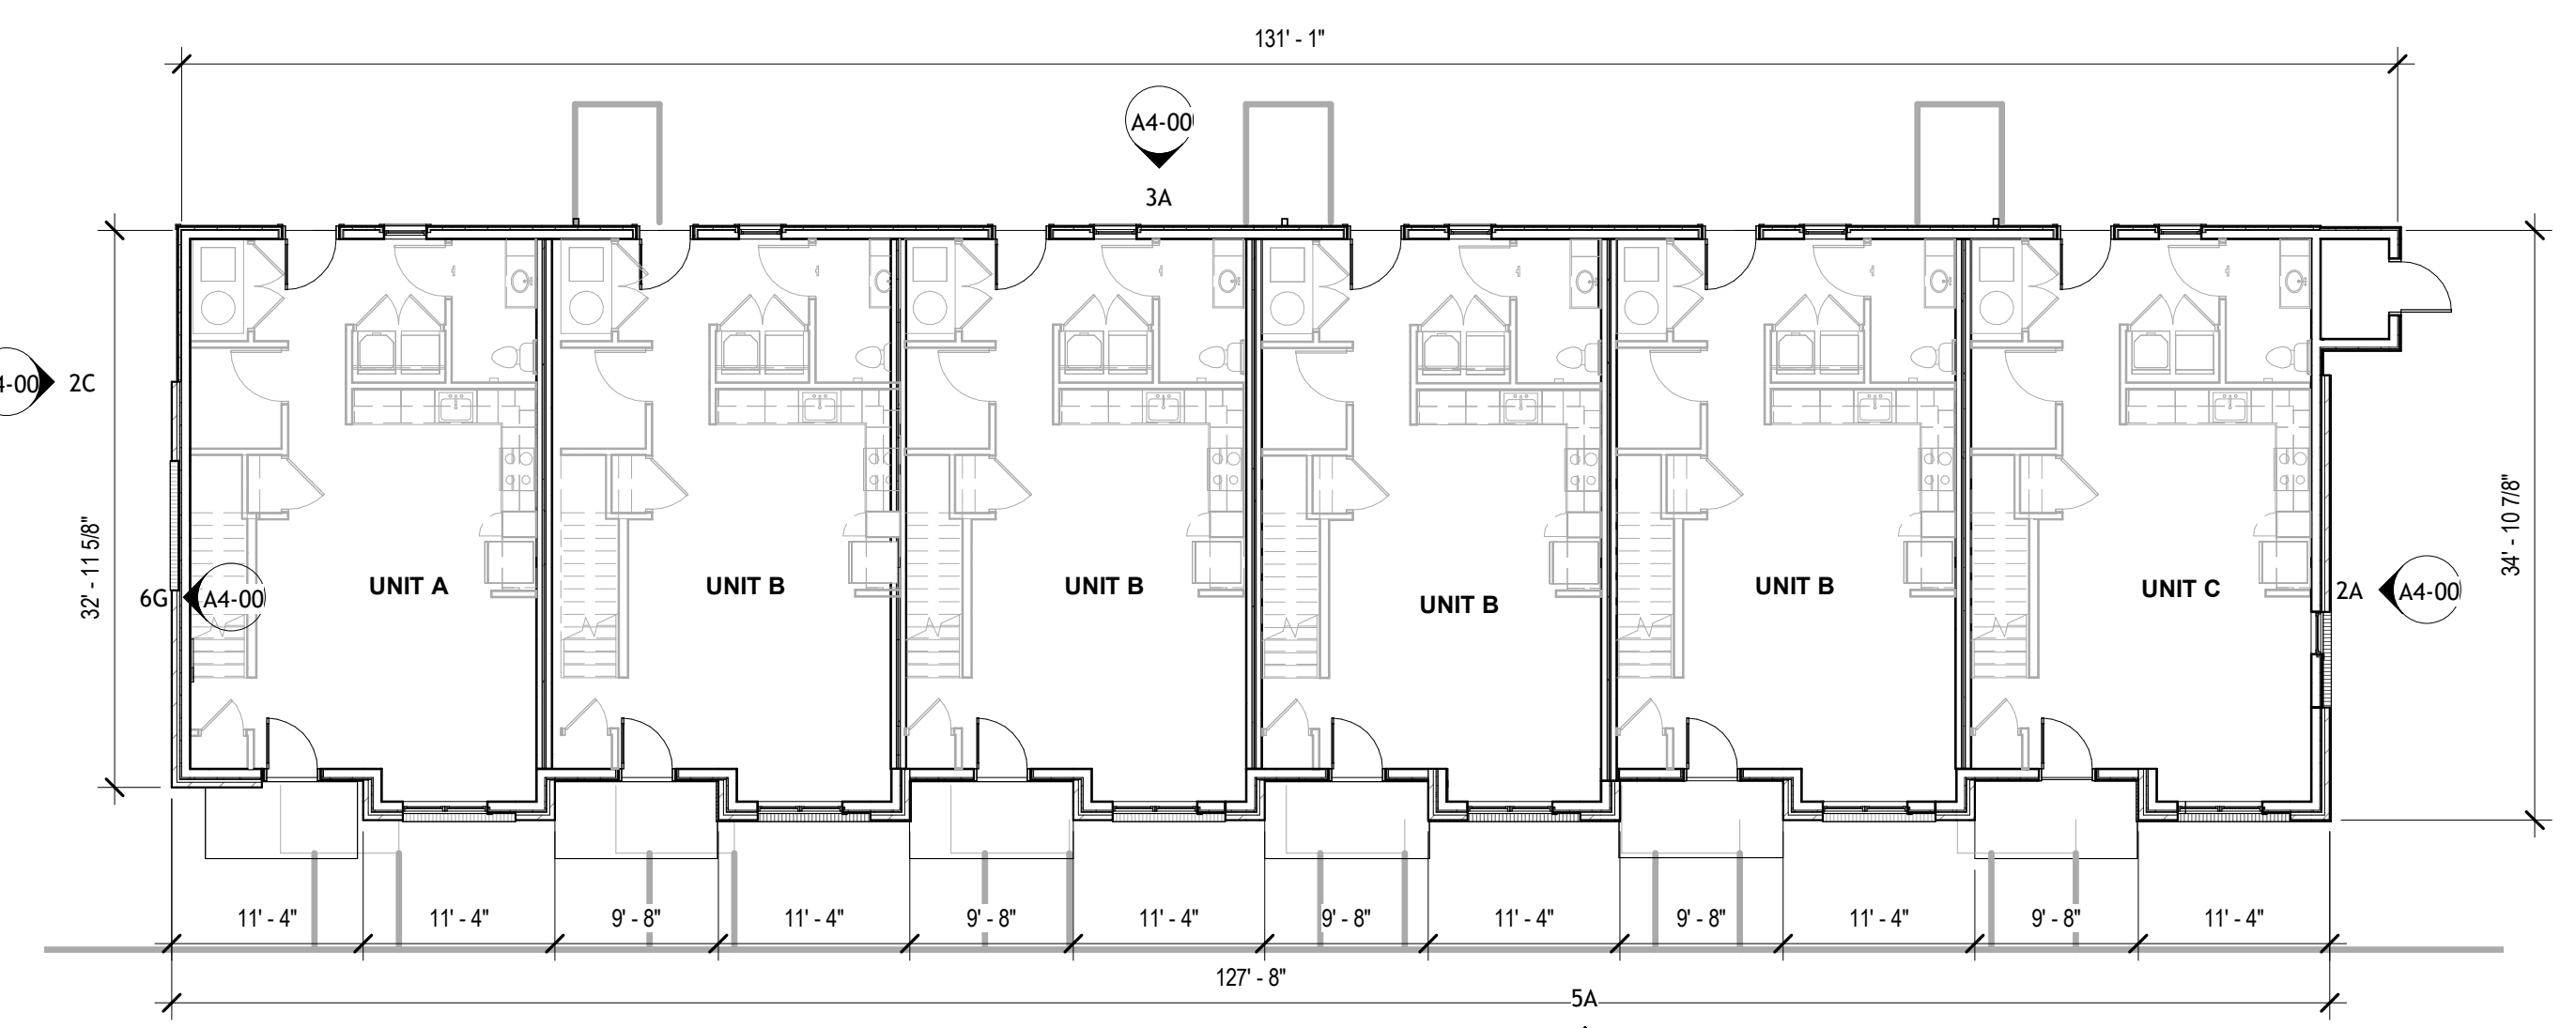 131' - 1"
A4-00
3A
4-00
2C
32' - 11 5/8"
6G
A4-00
UNIT A
UNIT B
UNIT B
UNIT B
UNIT B
UNIT C
2A
A4-00
34' - 10 7/8"
11' - 4"
11' - 4"
9' - 8"
11' - 4"
9' - 8"
11' - 4"
9' - 8"
11' - 4"
9' - 8"
11' - 4"
9' - 8"
11' - 4"
127' - 8"
5A